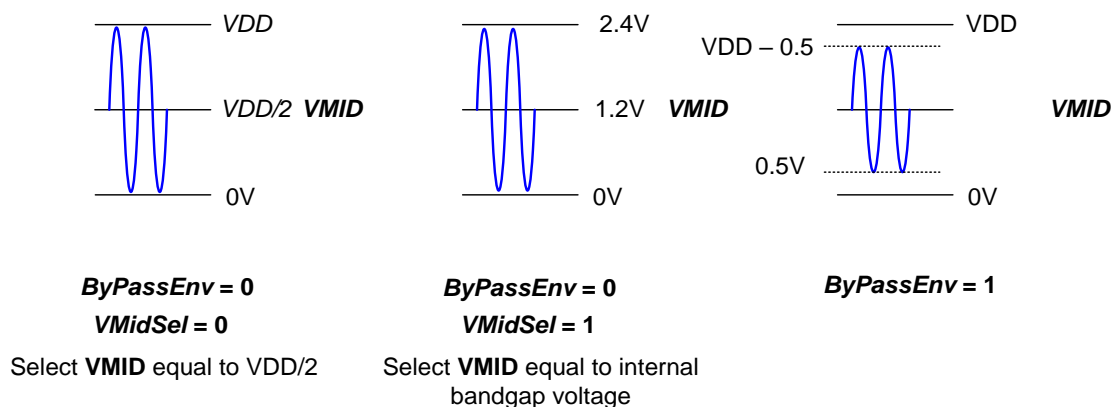 VDD
VDD/2 VMID
0V
ByPassEnv = 0
VMidSel = 0
Select VMID equal to VDD/2
2.4V
1.2V VMID
0V
ByPassEnv = 0
VMidSel = 1
Select VMID equal to internal
bandgap voltage
VDD
VDD – 0.5
VMID
0.5V
0V
ByPassEnv = 1